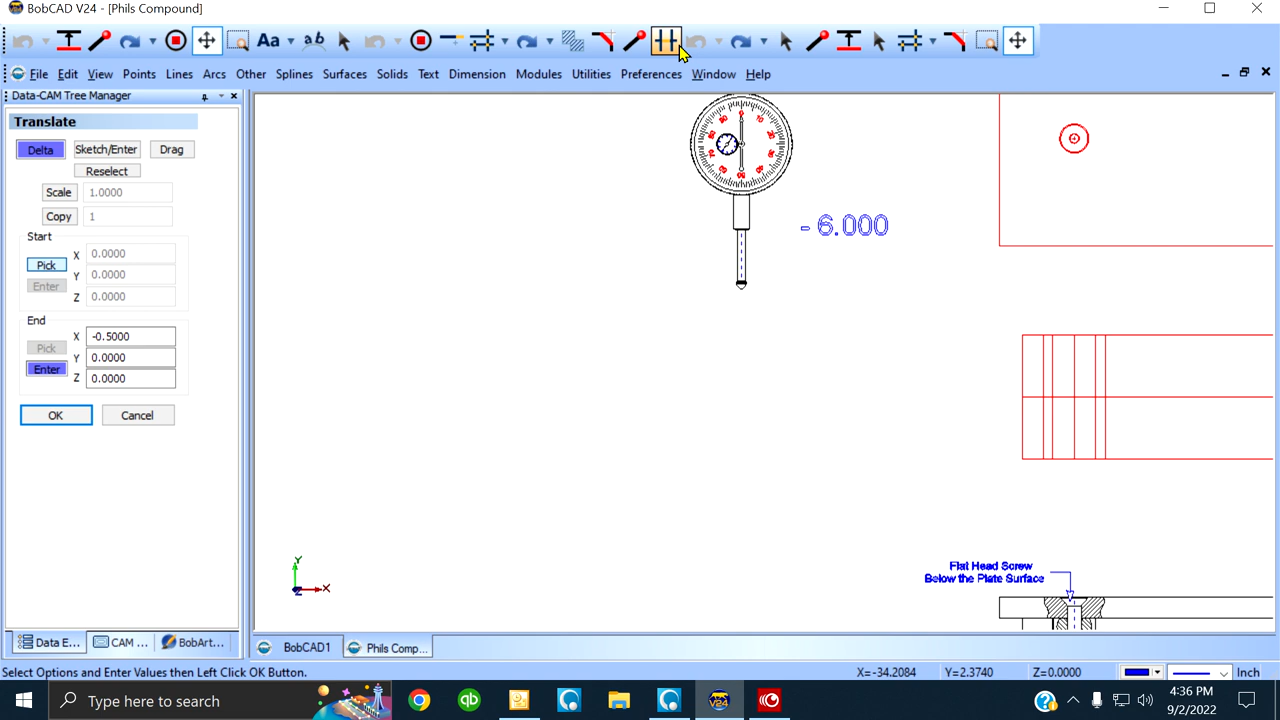 BobCAD V24 - [Phils Compound]
Aa ab
File Edit View Points Lines Arcs Other Splines Surfaces Solids Text Dimension Modules Utilities Preferences Window Help
Data-CAM Tree Manager
Translate
Delta Sketch/Enter Drag
Reselect
Scale 1.0000
Copy 1
Start
Pick X 0.0000
Enter Y 0.0000
Z 0.0000
End
X -0.5000
Pick Y 0.0000
Enter Z 0.0000
OK Cancel
- 6.000
Y
X
Z
Flat Head Screw
Below the Plate Surface
Data E... CAM ... BobArt...
BobCAD1 Phils Comp...
Select Options and Enter Values then Left Click OK Button. X=-34.2084 Y=2.3740 Z=0.0000 Inch
Type here to search
qb
V24
4:36 PM
9/2/2022